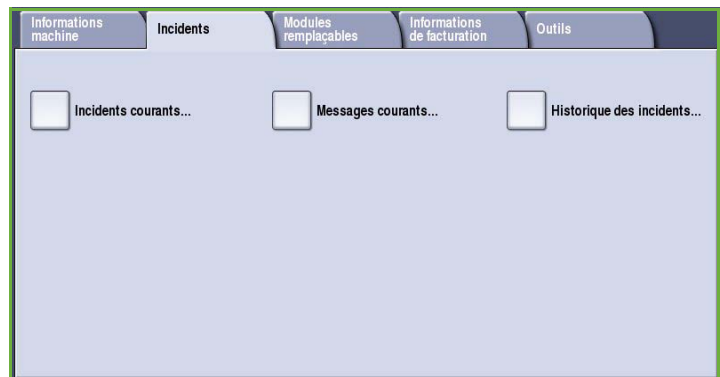 Informations
machine
Incidents
Modules
remplaçables
Informations
de facturation
Outils
Incidents courants...
Messages courants...
Historique des incidents...